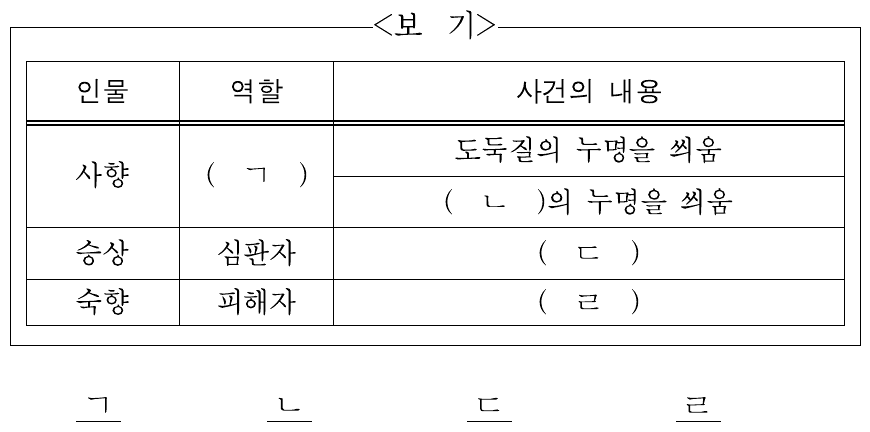 <보 기>
인물 역할 사건의 내용
사향 ( ㄱ ) 도둑질의 누명을 씌움
( ㄴ )의 누명을 씌움
승상 심판자 ( ㄷ )
숙향 피해자 ( ㄹ )
ㄱ ㄴ ㄷ ㄹ